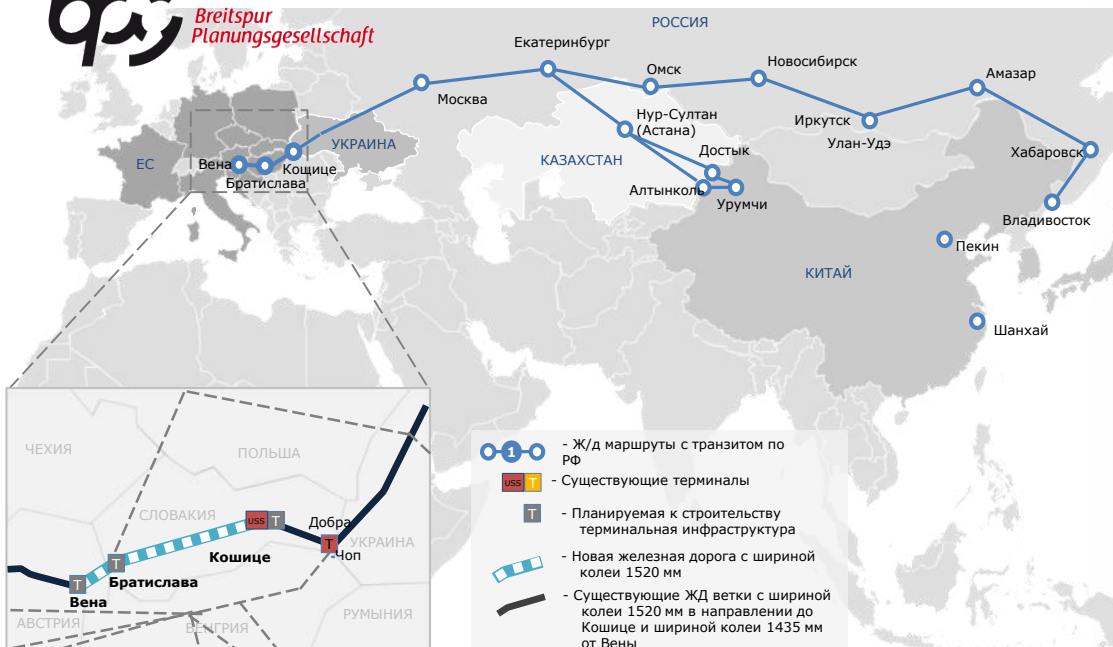 Breitspur
Planungsgesellschaft
РОССИЯ
Екатеринбург
Омск
Новосибирск
Амазар
Москва
Нур-Султан
(Астана)
Иркутск
Улан-Удэ
Хабаровск
УКРАИНА
ЕС
Вена
Кощице
Братислава
КАЗАХСТАН
Достык
Алтынколь
Урумчи
Владивосток
Пекин
КИТАЙ
Шанхай
ЧЕХИЯ
ПОЛЬША
СЛОВАКИЯ
USS T
Добра
Кошице
T
Чоп
УКРАИНА
T
Братислава
T
Вена
АВСТРИЯ
ВЕНГРИЯ
РУМЫНИЯ
1
- Ж/д маршруты с транзитом по
РФ
USS T
- Существующие терминалы
T
- Планируемая к строительству
терминальная инфраструктура
- Новая железная дорога с шириной
колеи 1520 мм
- Существующие ЖД ветки с шириной
колеи 1520 мм в направлении до
Кошице и шириной колеи 1435 мм
от Вены